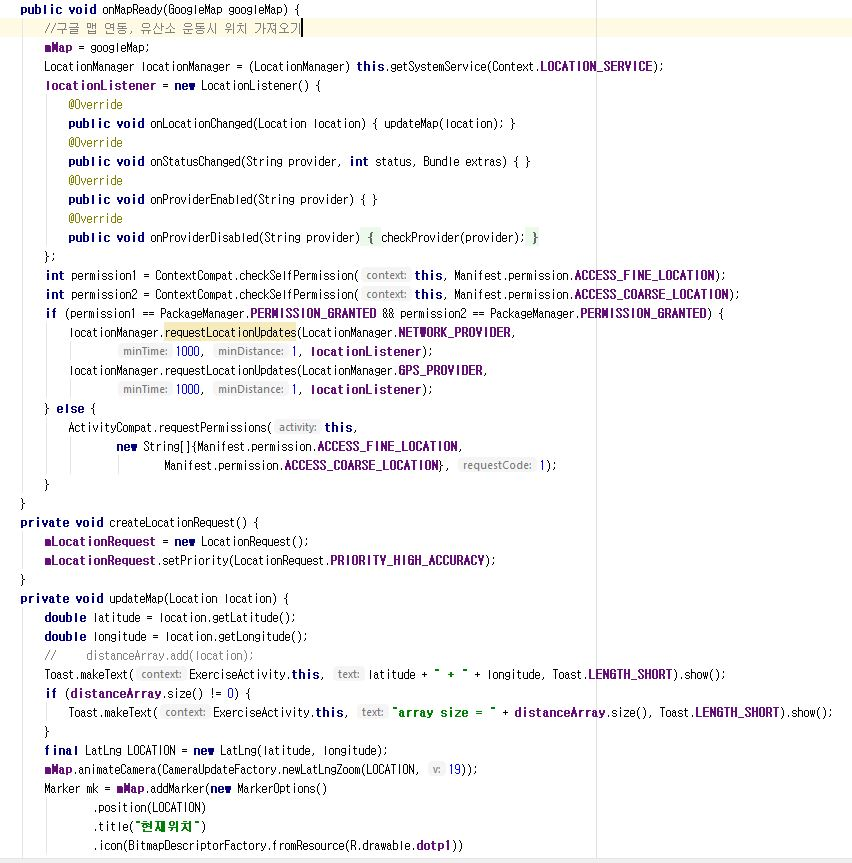 public void onMapReady(GoogleMap googleMap) {
//구글 맵 연동, 유산소 운동시 위치 가져오기
mMap = googleMap;
LocationManager locationManager = (LocationManager) this.getSystemService(Context.LOCATION_SERVICE);
locationListener = new LocationListener() {
@Override
public void onLocationChanged(Location location) { updateMap(location); }
@Override
public void onStatusChanged(String provider, int status, Bundle extras) { }
@Override
public void onProviderEnabled(String provider) { }
@Override
public void onProviderDisabled(String provider) { checkProvider(provider); }
};
int permission1 = ContextCompat.checkSelfPermission( context: this, Manifest.permission.ACCESS_FINE_LOCATION);
int permission2 = ContextCompat.checkSelfPermission( context: this, Manifest.permission.ACCESS_COARSE_LOCATION);
if (permission1 == PackageManager.PERMISSION_GRANTED && permission2 == PackageManager.PERMISSION_GRANTED) {
locationManager.requestLocationUpdates(LocationManager.NETWORK_PROVIDER,
minTime: 1000, minDistance: 1, locationListener);
locationManager.requestLocationUpdates(LocationManager.GPS_PROVIDER,
minTime: 1000, minDistance: 1, locationListener);
} else {
ActivityCompat.requestPermissions( activity: this,
new String[]{Manifest.permission.ACCESS_FINE_LOCATION,
Manifest.permission.ACCESS_COARSE_LOCATION}, requestCode: 1);
}
}
private void createLocationRequest() {
mLocationRequest = new LocationRequest();
mLocationRequest.setPriority(LocationRequest.PRIORITY_HIGH_ACCURACY);
}
private void updateMap(Location location) {
double latitude = location.getLatitude();
double longitude = location.getLongitude();
// distanceArray.add(location);
Toast.makeText( context: ExerciseActivity.this, text: latitude + " + " + longitude, Toast.LENGTH_SHORT).show();
if (distanceArray.size() != 0) {
Toast.makeText( context: ExerciseActivity.this, text: "array size = " + distanceArray.size(), Toast.LENGTH_SHORT).show();
}
final LatLng LOCATION = new LatLng(latitude, longitude);
mMap.animateCamera(CameraUpdateFactory.newLatLngZoom(LOCATION, v: 19));
Marker mk = mMap.addMarker(new MarkerOptions()
.position(LOCATION)
.title("현재위치")
.icon(BitmapDescriptorFactory.fromResource(R.drawable.dotp1))